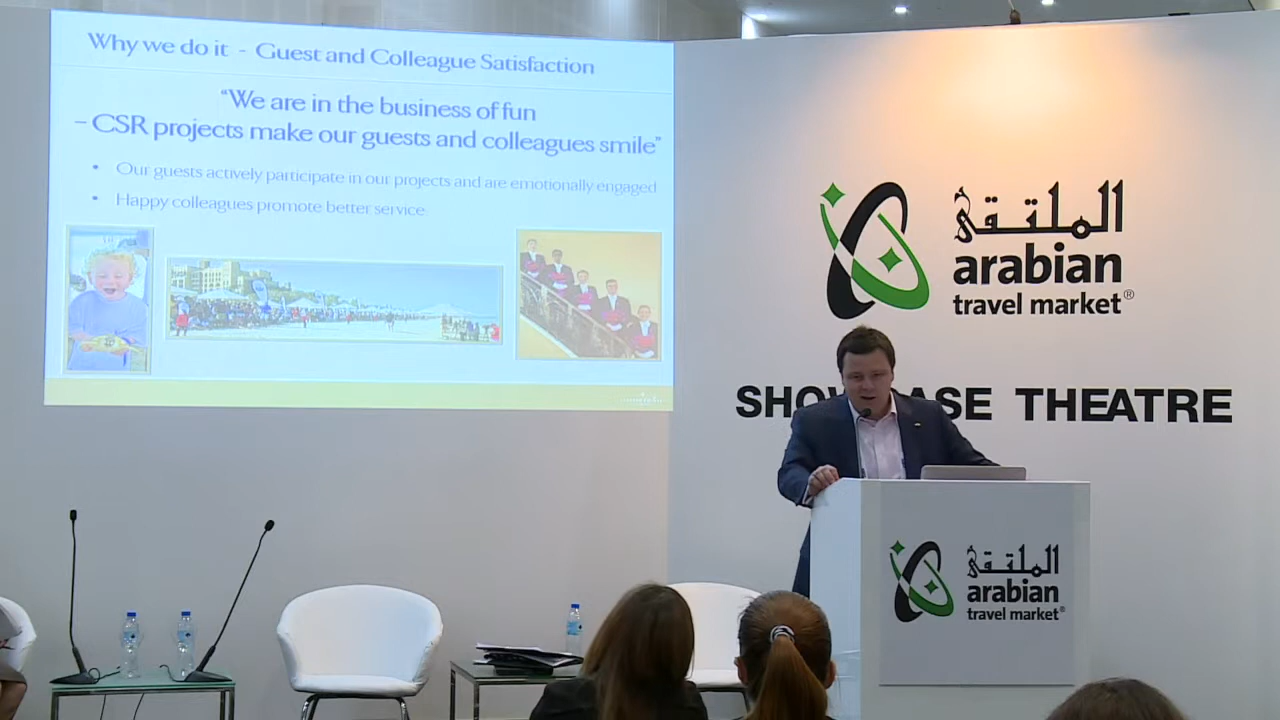 Why we do it - Guest and Colleague Satisfaction
“We are in the business of fun
– CSR projects make our guests and colleagues smile”
• Our guests actively participate in our projects and are emotionally engaged
• Happy colleagues promote better service
الملتقى
arabian
travel market®
THEATRE
الملتقى
arabian
travel market®